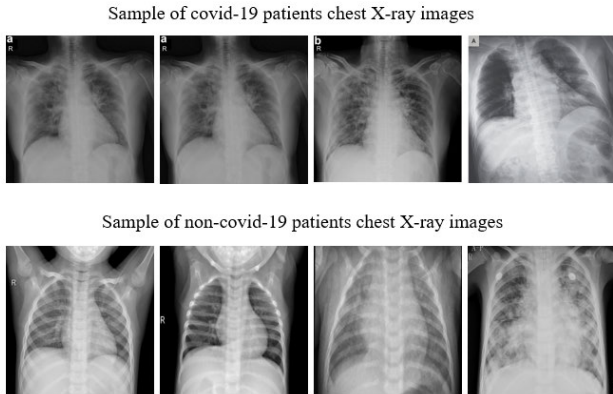 Sample of covid-19 patients chest X-ray images
a
R
a
R
b
R
A
Sample of non-covid-19 patients chest X-ray images
R
R